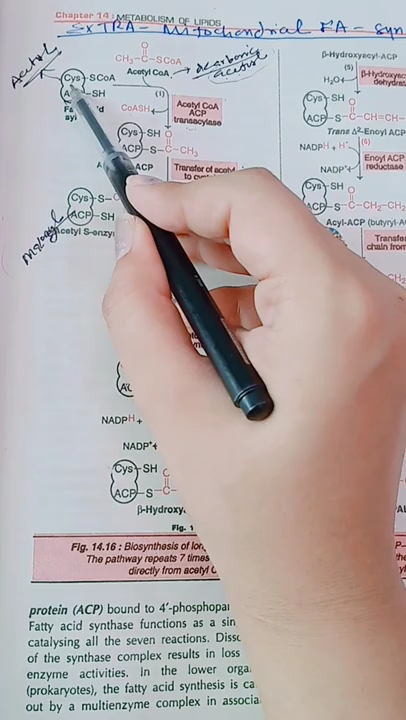 Chapter 14 : METABOLISM OF LIPIDS
EXTRA - Mitochondrial FA - syn
Acetyl
CH₃—C—SCoA
O
Acetyl CoA
Cys—SCoA
—SH
(1)
CoASH
Acetyl CoA
ACP
transacylase
Cys—SH
O
ACP—S—C—CH₃
ACP
Transfer of acetyl
Cys—S—C
ACP—SH
Acetyl S-enzy
Malonyl
NADPH +
NADP⁺
Cys—SH
O
ACP—S—C
β-Hydroxy
Fig. 14.16 : Biosynthesis of lon
The pathway repeats 7 times
directly from acetyl C
protein (ACP) bound to 4′-phosphopan
Fatty acid synthase functions as a sin
catalysing all the seven reactions. Disso
of the synthase complex results in loss
enzyme activities. In the lower orga
(prokaryotes), the fatty acid synthesis is ca
out by a multienzyme complex in associa
β-Hydroxyacyl-ACP
(5)
H₂O
β-Hydroxy
dehydrat
Cys—SH
O
ACP—S—C—CH=CH—
Trans Δ²-Enoyl ACP
NADPH + H⁺
(6)
Enoyl ACP
reductase
NADP⁺
Cys—SH
O
ACP—S—C—CH₂—CH₂
Acyl-ACP (butyryl-A
Transfer
chain from